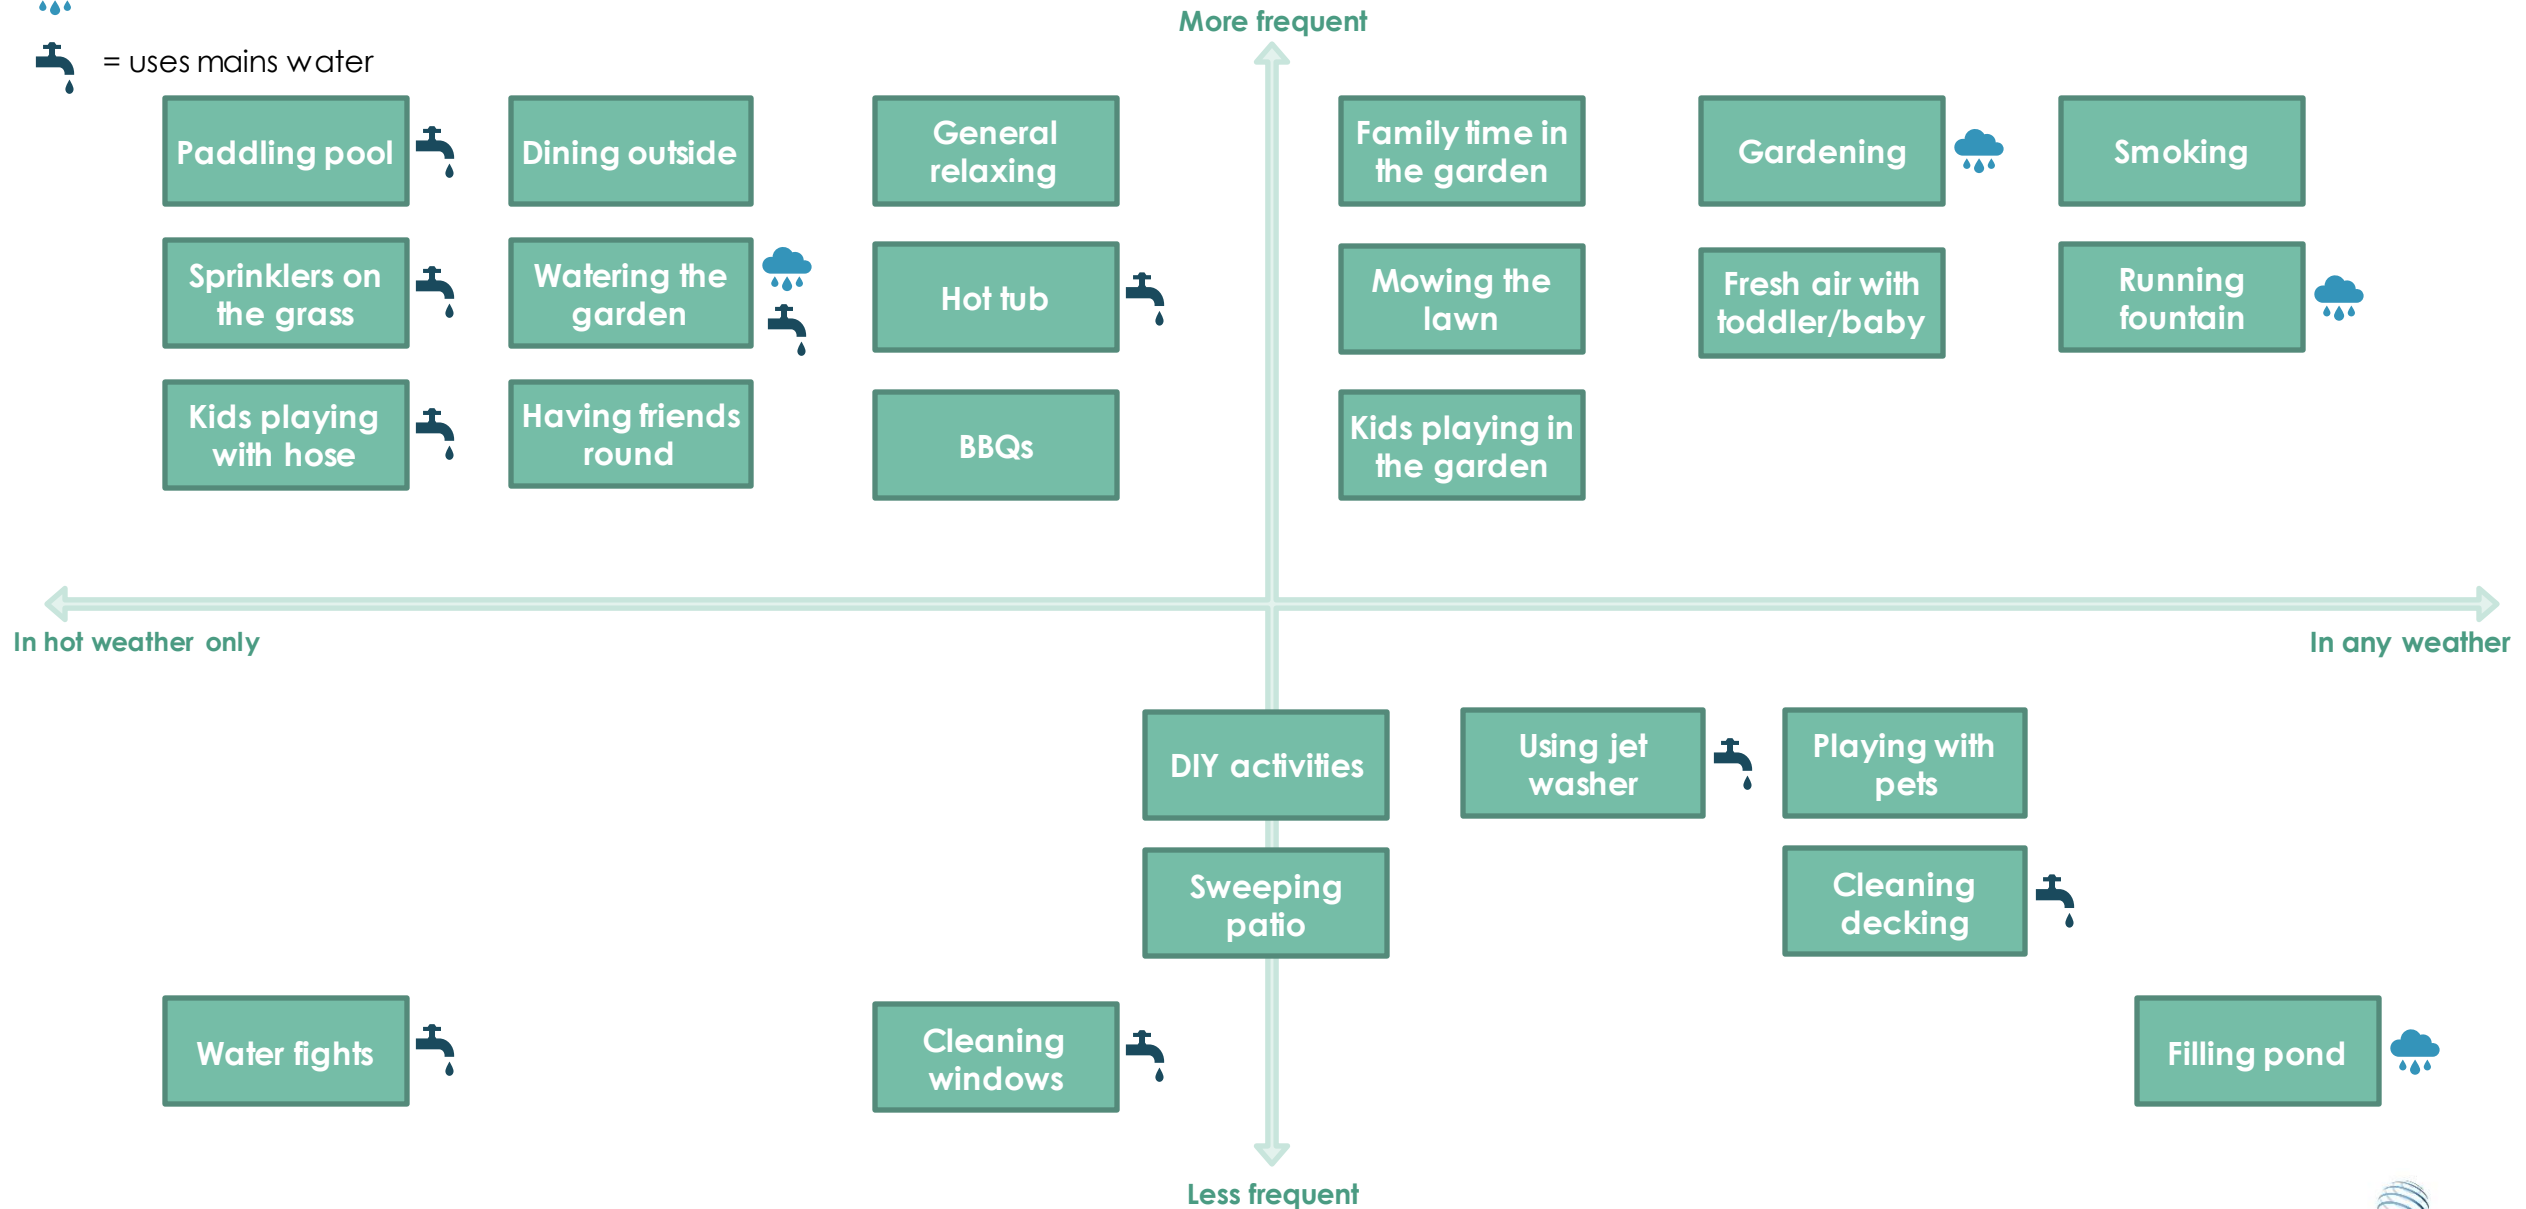 More frequent
= uses mains water
Paddling pool
Dining outside
General
relaxing
Family time in
the garden
Gardening
Smoking
Sprinklers on
the grass
Watering the
garden
Hot tub
Mowing the
lawn
Fresh air with
toddler/baby
Running
fountain
Kids playing
with hose
Having friends
round
BBQs
Kids playing in
the garden
In hot weather only
In any weather
DIY activities
Using jet
washer
Playing with
pets
Sweeping
patio
Cleaning
decking
Water fights
Cleaning
windows
Filling pond
Less frequent